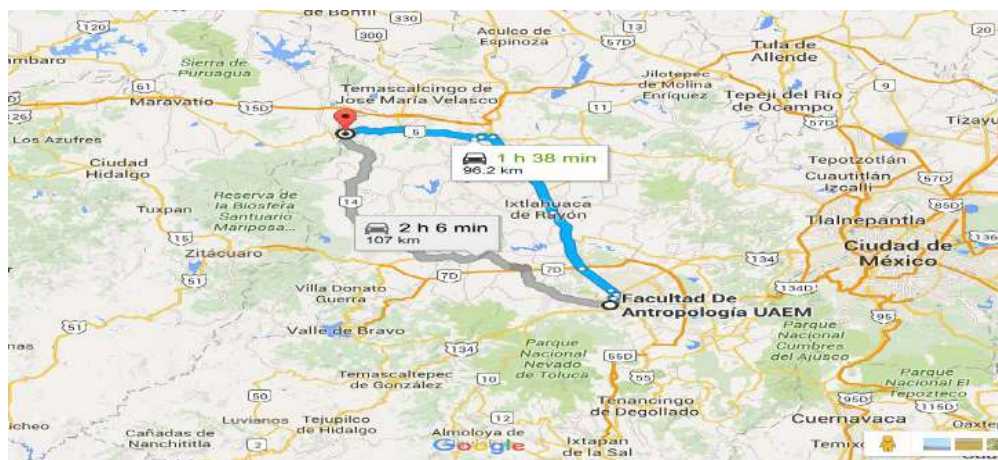 de Bonfil
330
13
20
120
300
Aculco de
Espinoza
57D
Tula de
Allende
Sierra de
Puruagua
61
Temascalcingo de
José María Velasco
Jilotepec de
Molina
Enríquez
Tepeji del Río
de Ocampo
9
Maravatío
15D
11
57D
126
Los Azufres
5
1 h 38 min
96.2 km
Tepotzotlán
57D
Ciudad
Hidalgo
Cuautitlán
Izcalli
Reserva de
la Biósfera
Santuario
Mariposa...
14
Ixtlahuaca
de Rayón
85D
Tuxpan
Tlalnepantla
136
15
2 h 6 min
107 km
Ciudad de
México
Zitácuaro
134
51
7D
7D
134D
Villa Donato
Guerra
Facultad De
Antropología UAEM
95
51
Valle de Bravo
134
Parque
Nacional
Nevado
de Toluca
55D
Parque
Nacional
Cumbres
del Ajusco
Temascaltepec
de González
10
55
Parque
Nacional El
Tepozteco
50
Tenancingo
de Degollado
95D
115D
Luvianos
Tejupilco
de Hidalgo
12
Cuernavaca
Cañadas de
Nanchititla
2
Almoloya de
Google
Ixtapan
de la Sal